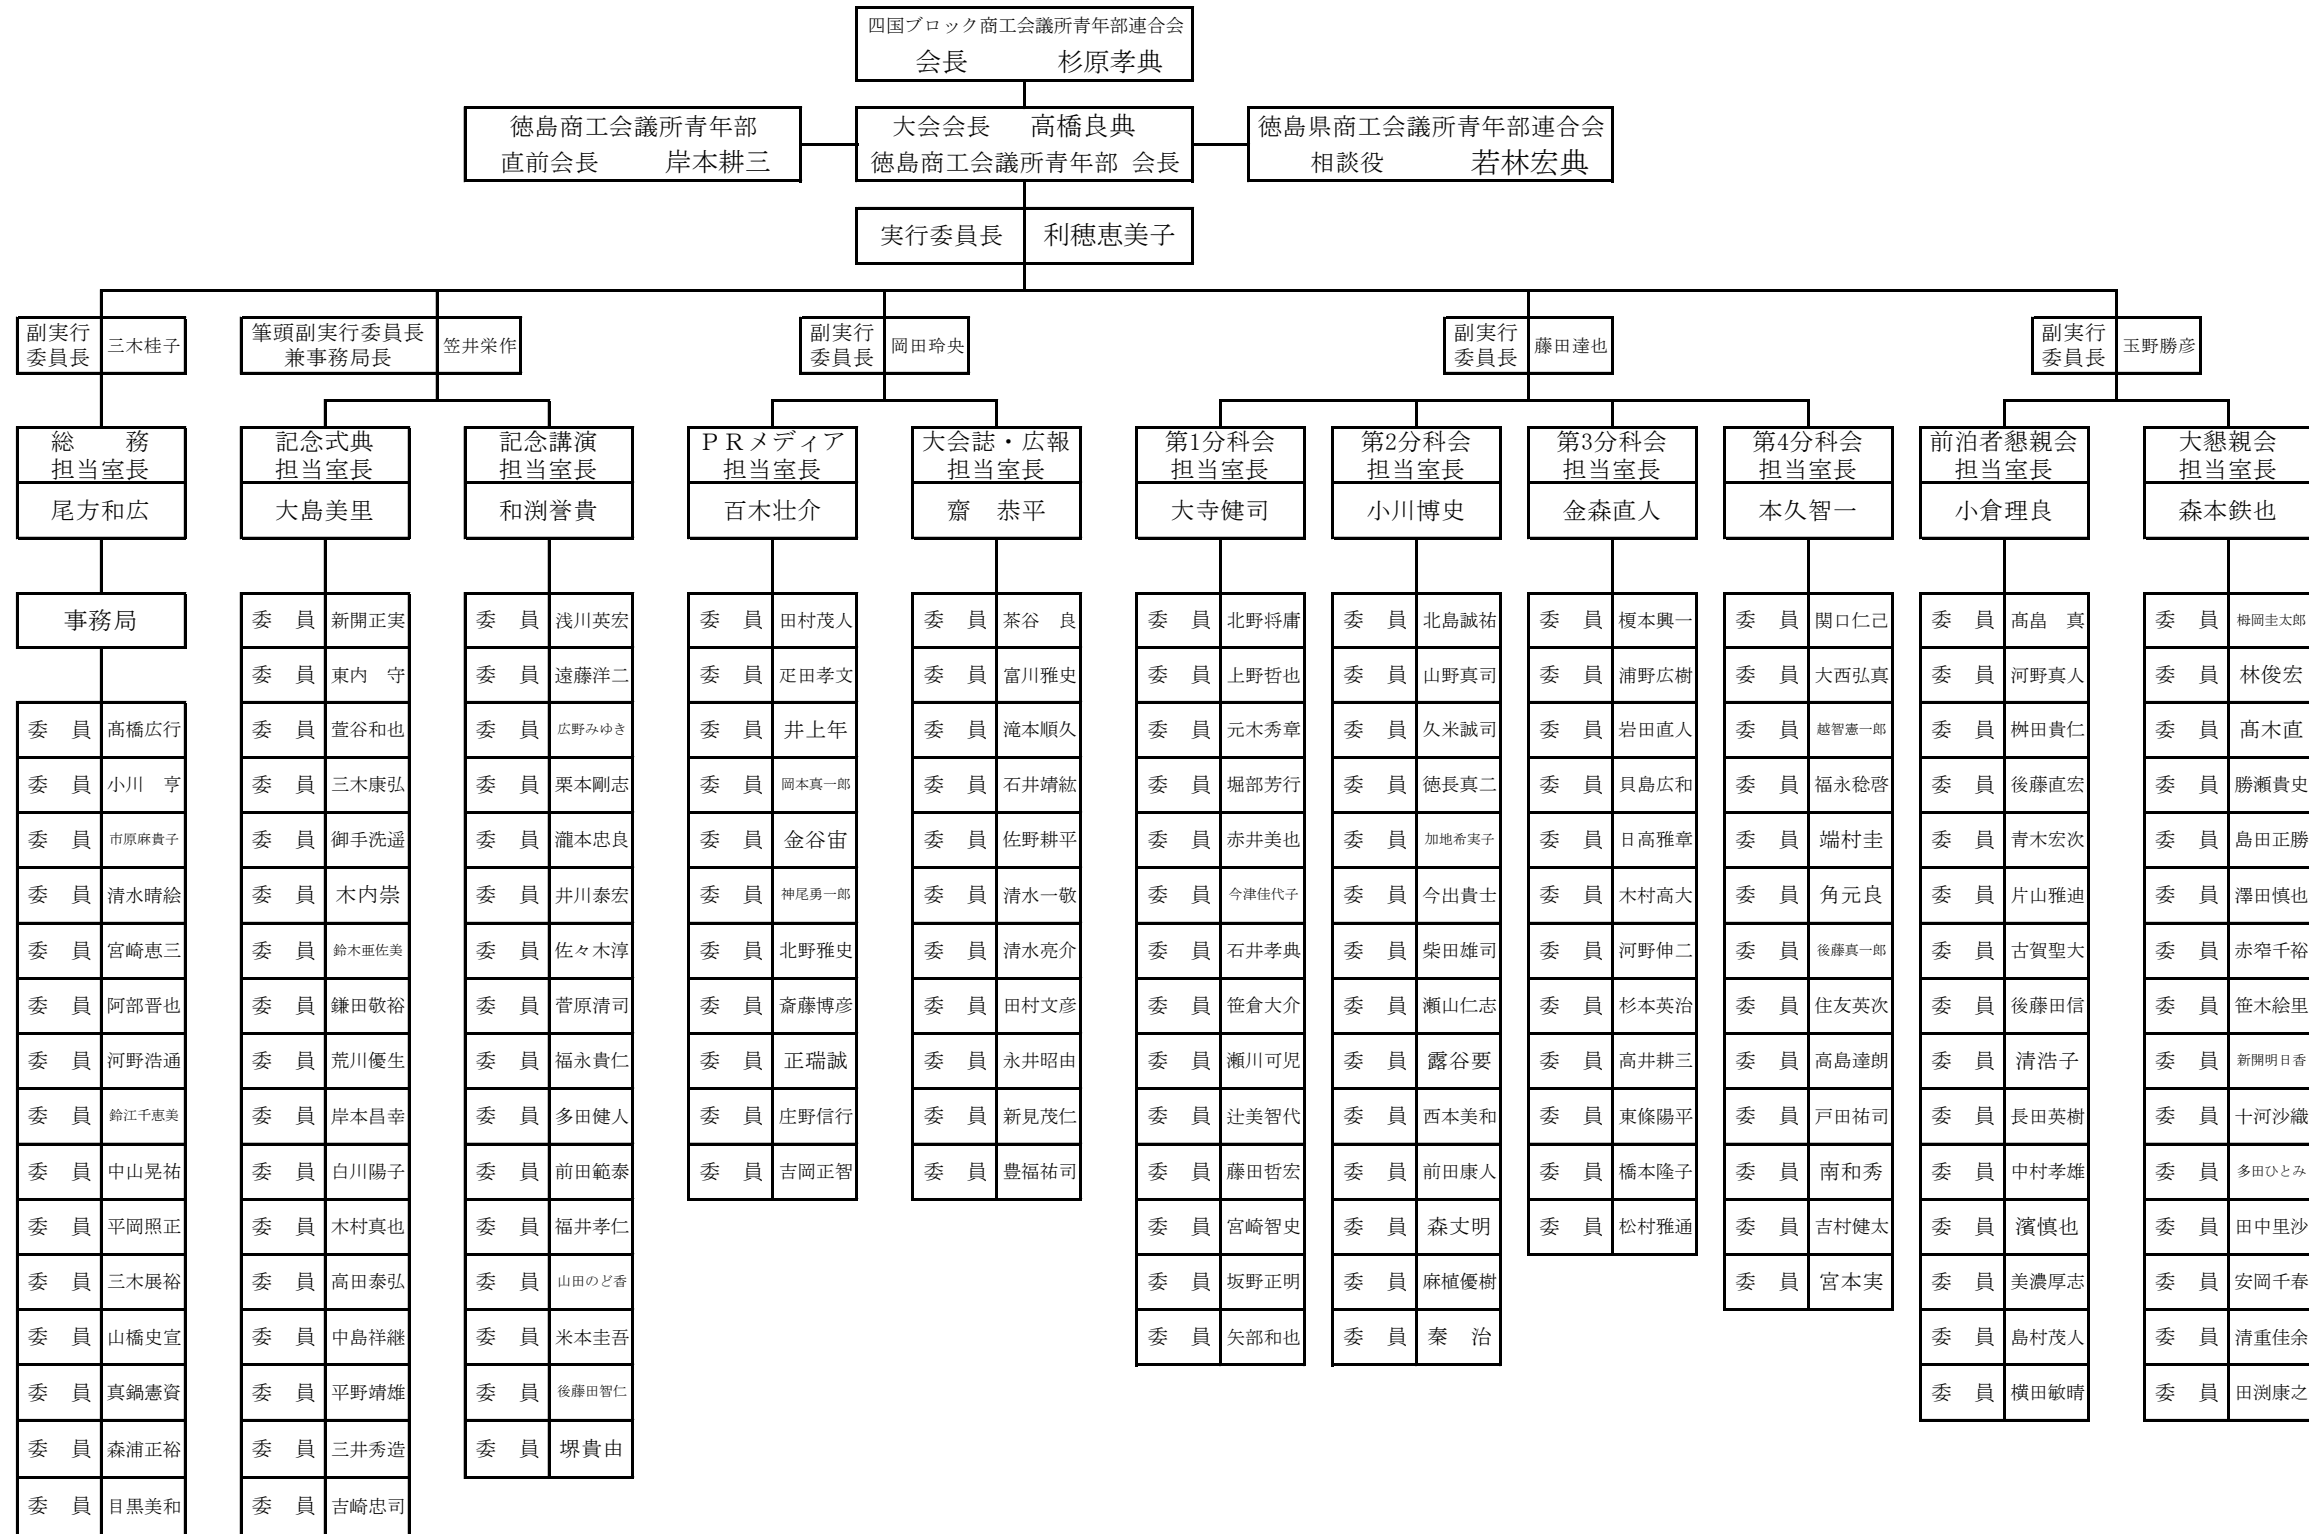 四国ブロック商工会議所青年部連合会
会長 杉原孝典
徳島商工会議所青年部
直前会長 岸本耕三
大会会長 高橋良典
徳島商工会議所青年部 会長
徳島県商工会議所青年部連合会
相談役 若林宏典
実行委員長 利穂恵美子
副実行
委員長
三木桂子
筆頭副実行委員長
兼事務局長
笠井栄作
副実行
委員長
岡田玲央
副実行
委員長
藤田達也
副実行
委員長
玉野勝彦
総 務
担当室長
尾方和広
事務局
委 員 髙橋広行
委 員 小川 亨
委 員 市原麻貴子
委 員 清水晴絵
委 員 宮崎恵三
委 員 阿部晋也
委 員 河野浩通
委 員 鈴江千恵美
委 員 中山晃祐
委 員 平岡照正
委 員 三木展裕
委 員 山橋史宣
委 員 真鍋憲資
委 員 森浦正裕
委 員 目黒美和
記念式典
担当室長
大島美里
委 員 新開正実
委 員 東内 守
委 員 萱谷和也
委 員 三木康弘
委 員 御手洗遥
委 員 木内崇
委 員 鈴木亜佐美
委 員 鎌田敬裕
委 員 荒川優生
委 員 岸本昌幸
委 員 白川陽子
委 員 木村真也
委 員 高田泰弘
委 員 中島祥継
委 員 平野靖雄
委 員 三井秀造
委 員 吉崎忠司
記念講演
担当室長
和渕誉貴
委 員 浅川英宏
委 員 遠藤洋二
委 員 広野みゆき
委 員 栗本剛志
委 員 瀧本忠良
委 員 井川泰宏
委 員 佐々木淳
委 員 菅原清司
委 員 福永貴仁
委 員 多田健人
委 員 前田範泰
委 員 福井孝仁
委 員 山田のど香
委 員 米本圭吾
委 員 後藤田智仁
委 員 堺貴由
ＰＲメディア
担当室長
百木壮介
委 員 田村茂人
委 員 疋田孝文
委 員 井上年
委 員 岡本真一郎
委 員 金谷宙
委 員 神尾勇一郎
委 員 北野雅史
委 員 斎藤博彦
委 員 正瑞誠
委 員 庄野信行
委 員 吉岡正智
大会誌・広報
担当室長
齋 恭平
委 員 茶谷 良
委 員 富川雅史
委 員 滝本順久
委 員 石井靖紘
委 員 佐野耕平
委 員 清水一敬
委 員 清水亮介
委 員 田村文彦
委 員 永井昭由
委 員 新見茂仁
委 員 豊福祐司
第1分科会
担当室長
大寺健司
委 員 北野将庸
委 員 上野哲也
委 員 元木秀章
委 員 堀部芳行
委 員 赤井美也
委 員 今津佳代子
委 員 石井孝典
委 員 笹倉大介
委 員 瀬川可児
委 員 辻美智代
委 員 藤田哲宏
委 員 宮崎智史
委 員 坂野正明
委 員 矢部和也
第2分科会
担当室長
小川博史
委 員 北島誠祐
委 員 山野真司
委 員 久米誠司
委 員 徳長真二
委 員 加地希実子
委 員 今出貴士
委 員 柴田雄司
委 員 瀬山仁志
委 員 露谷要
委 員 西本美和
委 員 前田康人
委 員 森丈明
委 員 麻植優樹
委 員 秦 治
第3分科会
担当室長
金森直人
委 員 榎本興一
委 員 浦野広樹
委 員 岩田直人
委 員 貝島広和
委 員 日高雅章
委 員 木村高大
委 員 河野伸二
委 員 杉本英治
委 員 高井耕三
委 員 東條陽平
委 員 橋本隆子
委 員 松村雅通
第4分科会
担当室長
本久智一
委 員 関口仁己
委 員 大西弘真
委 員 越智憲一郎
委 員 福永稔啓
委 員 端村圭
委 員 角元良
委 員 後藤真一郎
委 員 住友英次
委 員 高島達朗
委 員 戸田祐司
委 員 南和秀
委 員 吉村健太
委 員 宮本実
前泊者懇親会
担当室長
小倉理良
委 員 髙畠 真
委 員 河野真人
委 員 桝田貴仁
委 員 後藤直宏
委 員 青木宏次
委 員 片山雅迪
委 員 古賀聖大
委 員 後藤田信
委 員 清浩子
委 員 長田英樹
委 員 中村孝雄
委 員 濱慎也
委 員 美濃厚志
委 員 島村茂人
委 員 横田敏晴
大懇親会
担当室長
森本鉄也
委 員 栂岡圭太郎
委 員 林俊宏
委 員 髙木直
委 員 勝瀬貴史
委 員 島田正勝
委 員 澤田慎也
委 員 赤窄千裕
委 員 笹木絵里
委 員 新開明日香
委 員 十河沙織
委 員 多田ひとみ
委 員 田中里沙
委 員 安岡千春
委 員 清重佳余
委 員 田渕康之